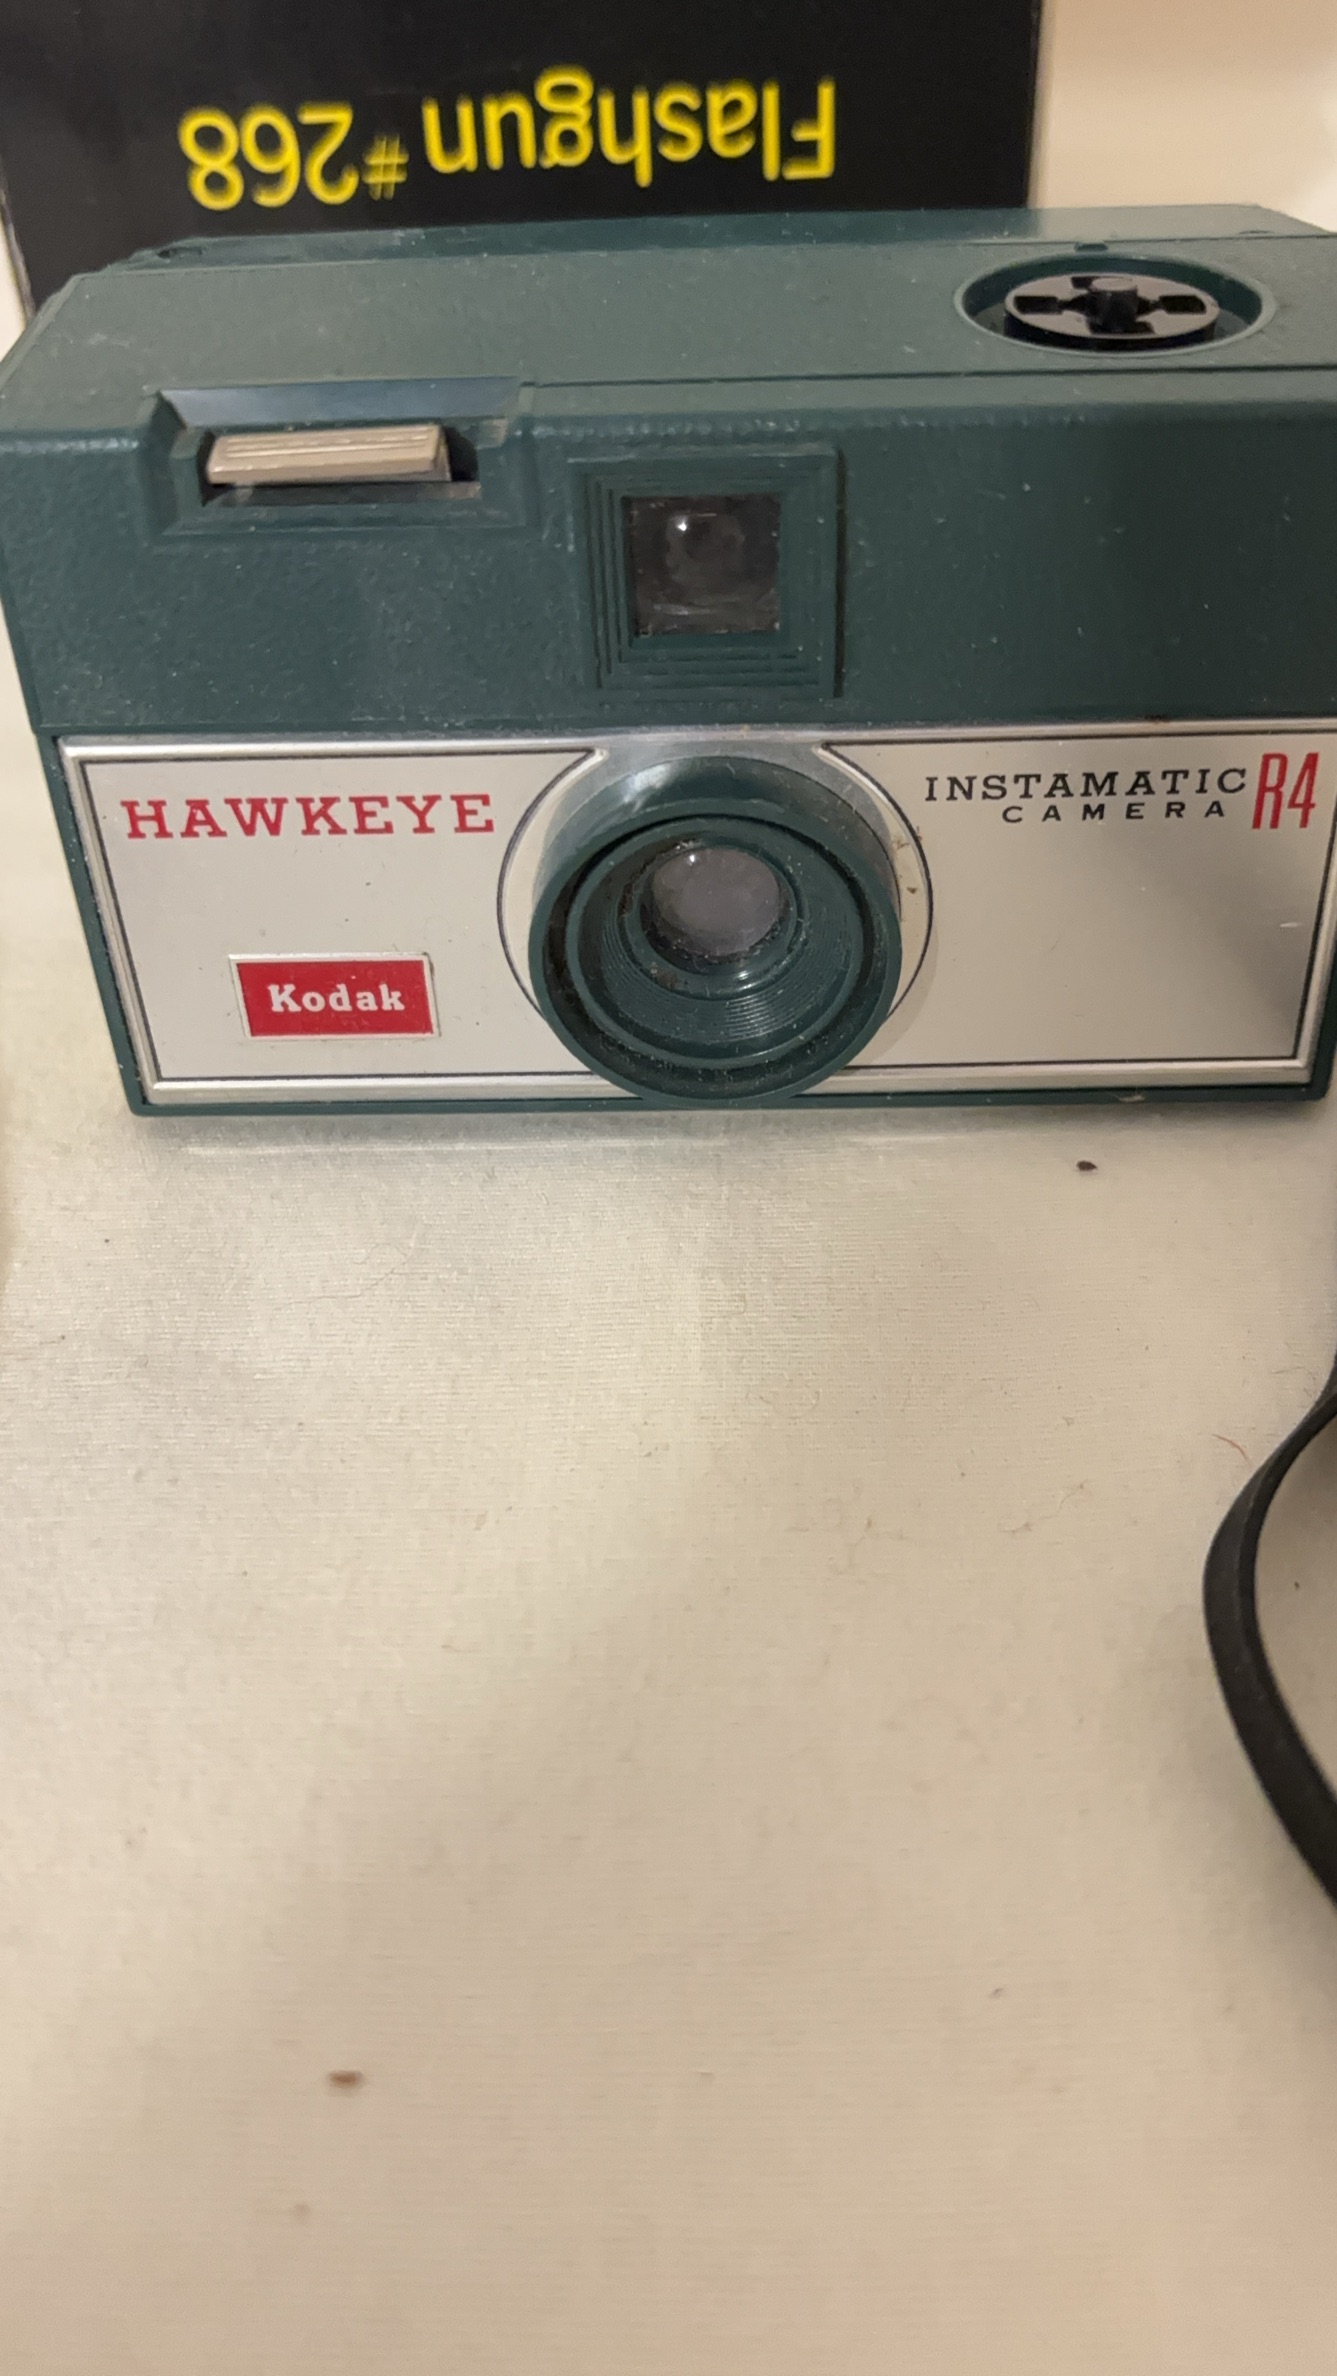 Flashgun #268
HAWKEYE
INSTAMATIC R4
CAMERA
Kodak